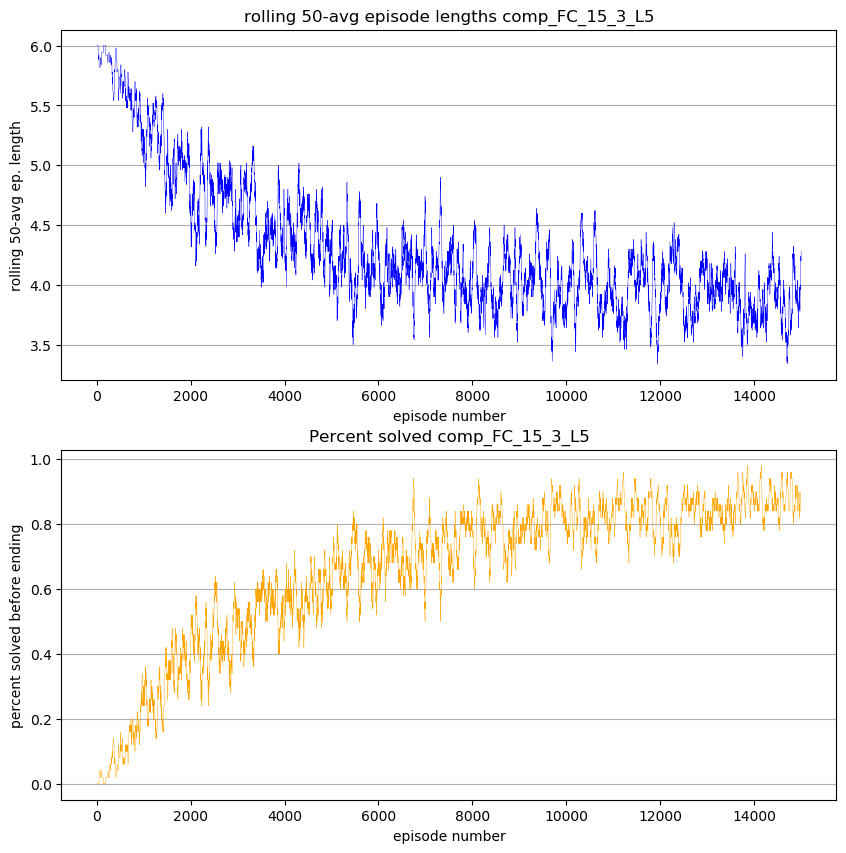 rolling 50-avg episode lengths comp_FC_15_3_L5
6.0
5.5
5.0
4.5
4.0
3.5
rolling 50-avg ep. length
0 2000 4000 6000 8000 10000 12000 14000
episode number
Percent solved comp_FC_15_3_L5
1.0
0.8
0.6
0.4
0.2
0.0
percent solved before ending
0 2000 4000 6000 8000 10000 12000 14000
episode number